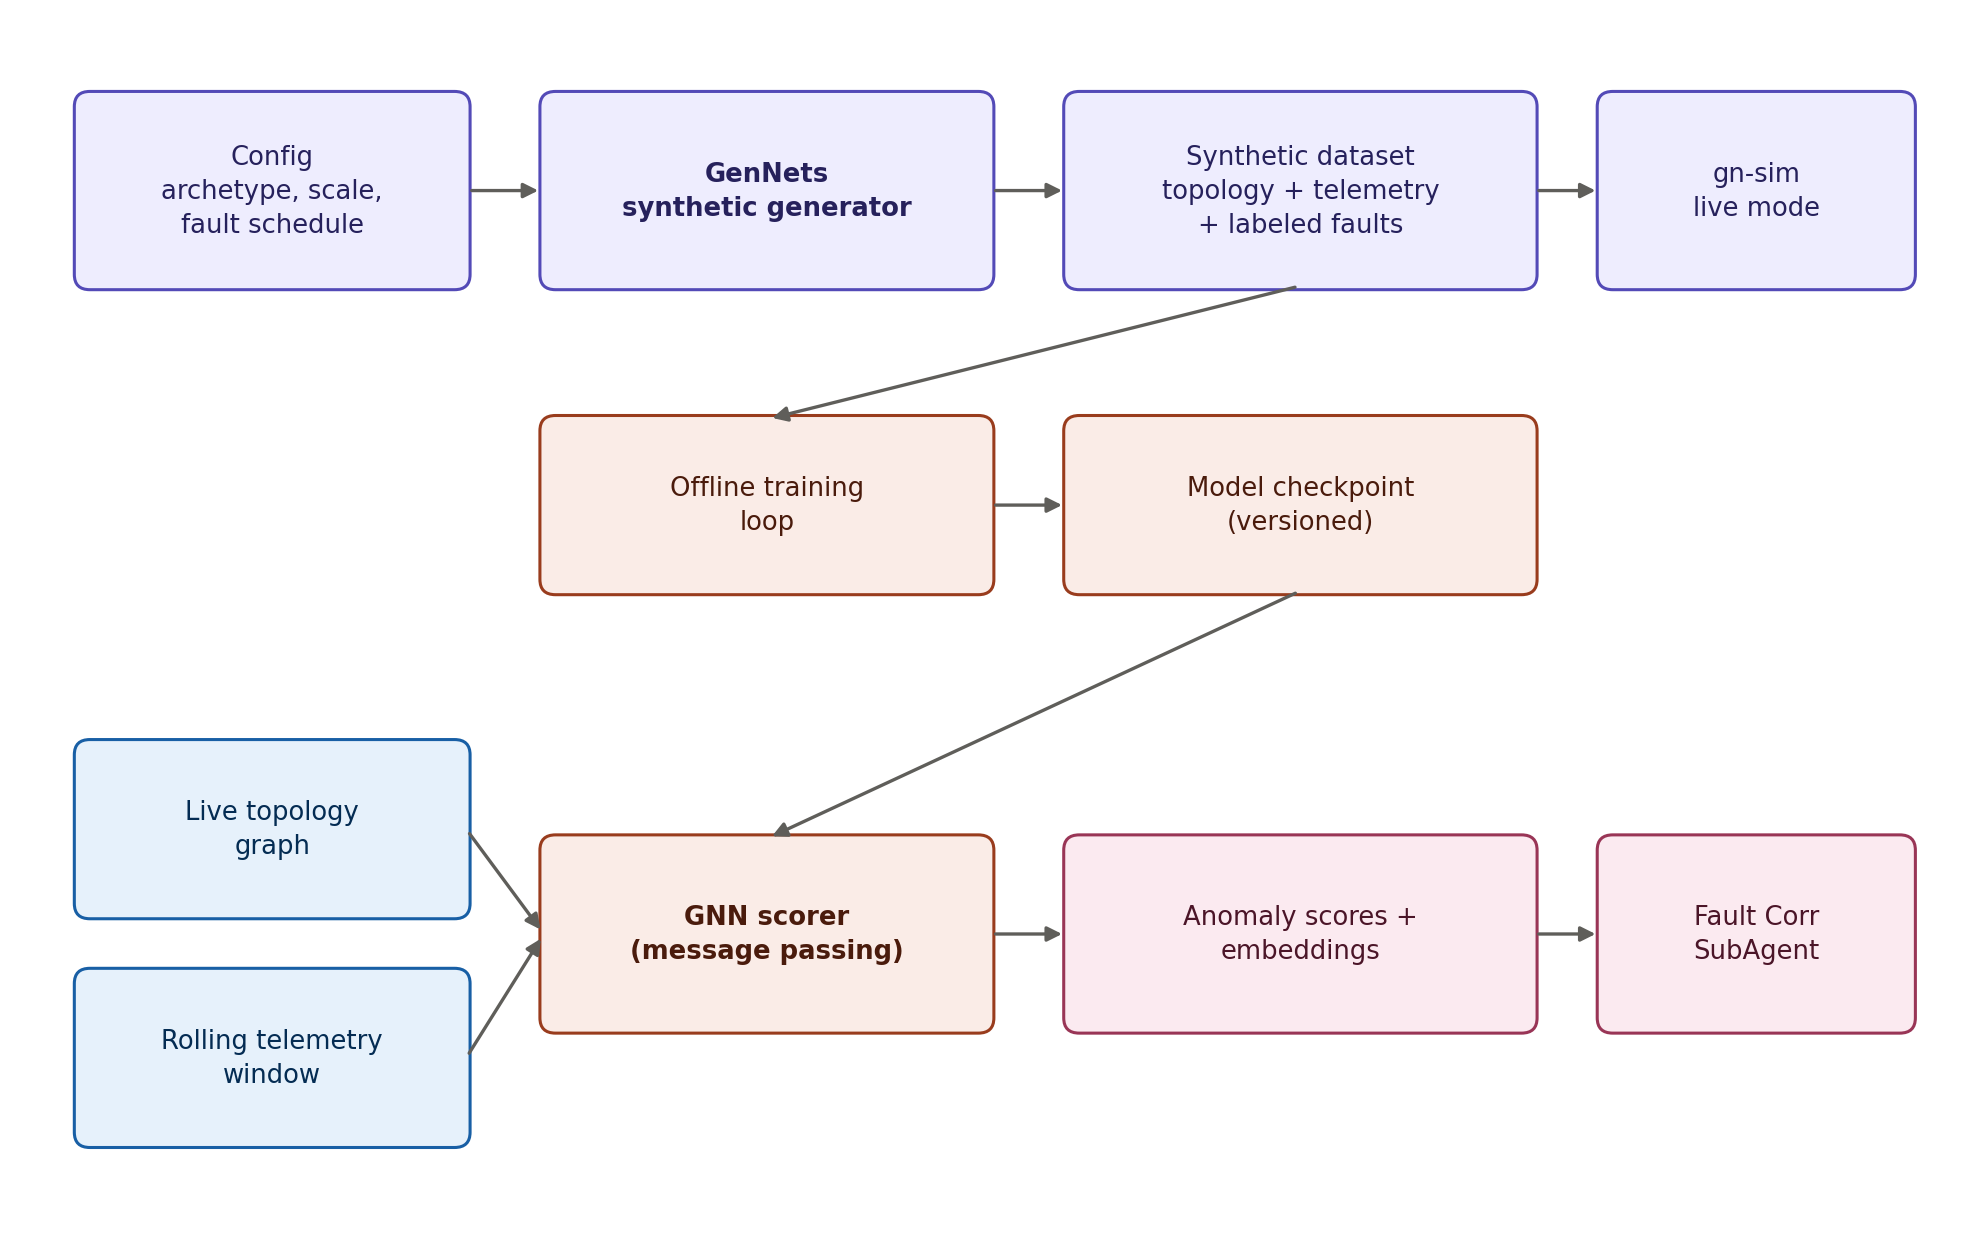 Config
archetype, scale,
fault schedule
GenNets
synthetic generator
Synthetic dataset
topology + telemetry
+ labeled faults
gn-sim
live mode
Offline training
loop
Model checkpoint
(versioned)
Live topology
graph
Rolling telemetry
window
GNN scorer
(message passing)
Anomaly scores +
embeddings
Fault Corr
SubAgent